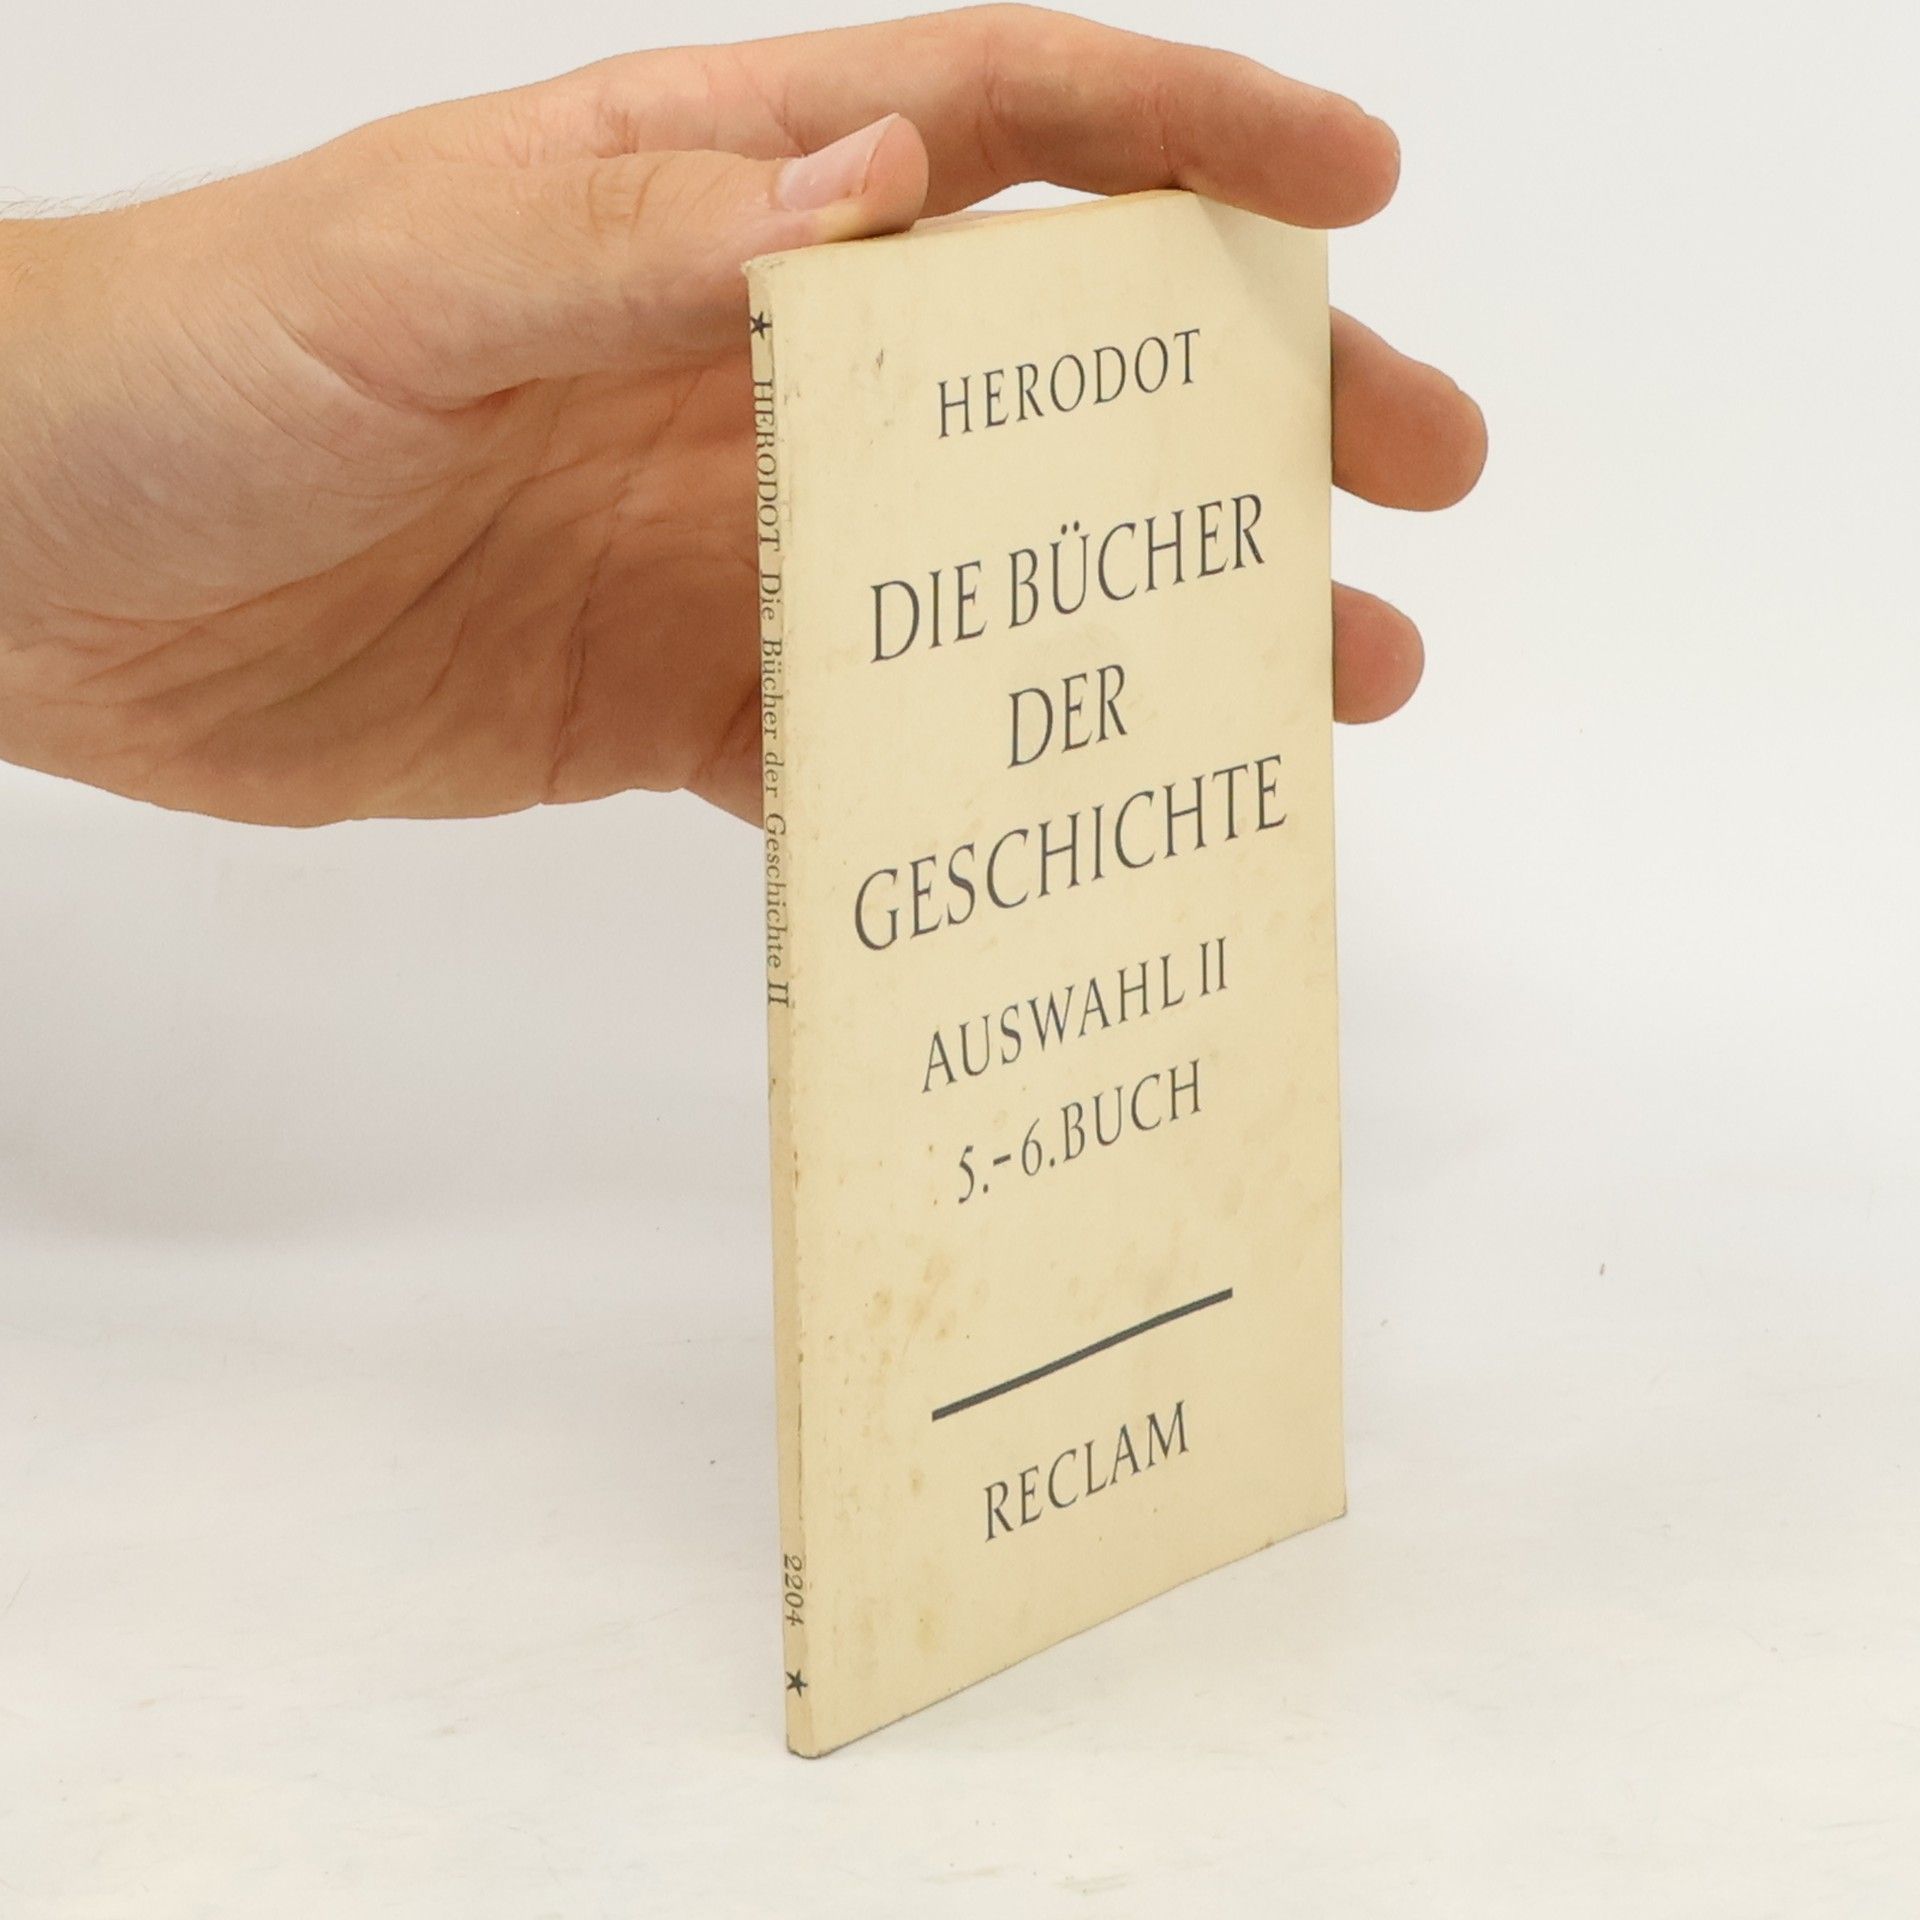 HERODOT
DIE BÜCHER
DER
GESCHICHTE
AUSWAHL II
5.-6. BUCH
RECLAM
★ HERODOT Die Bücher der Geschichte II 2204 ★